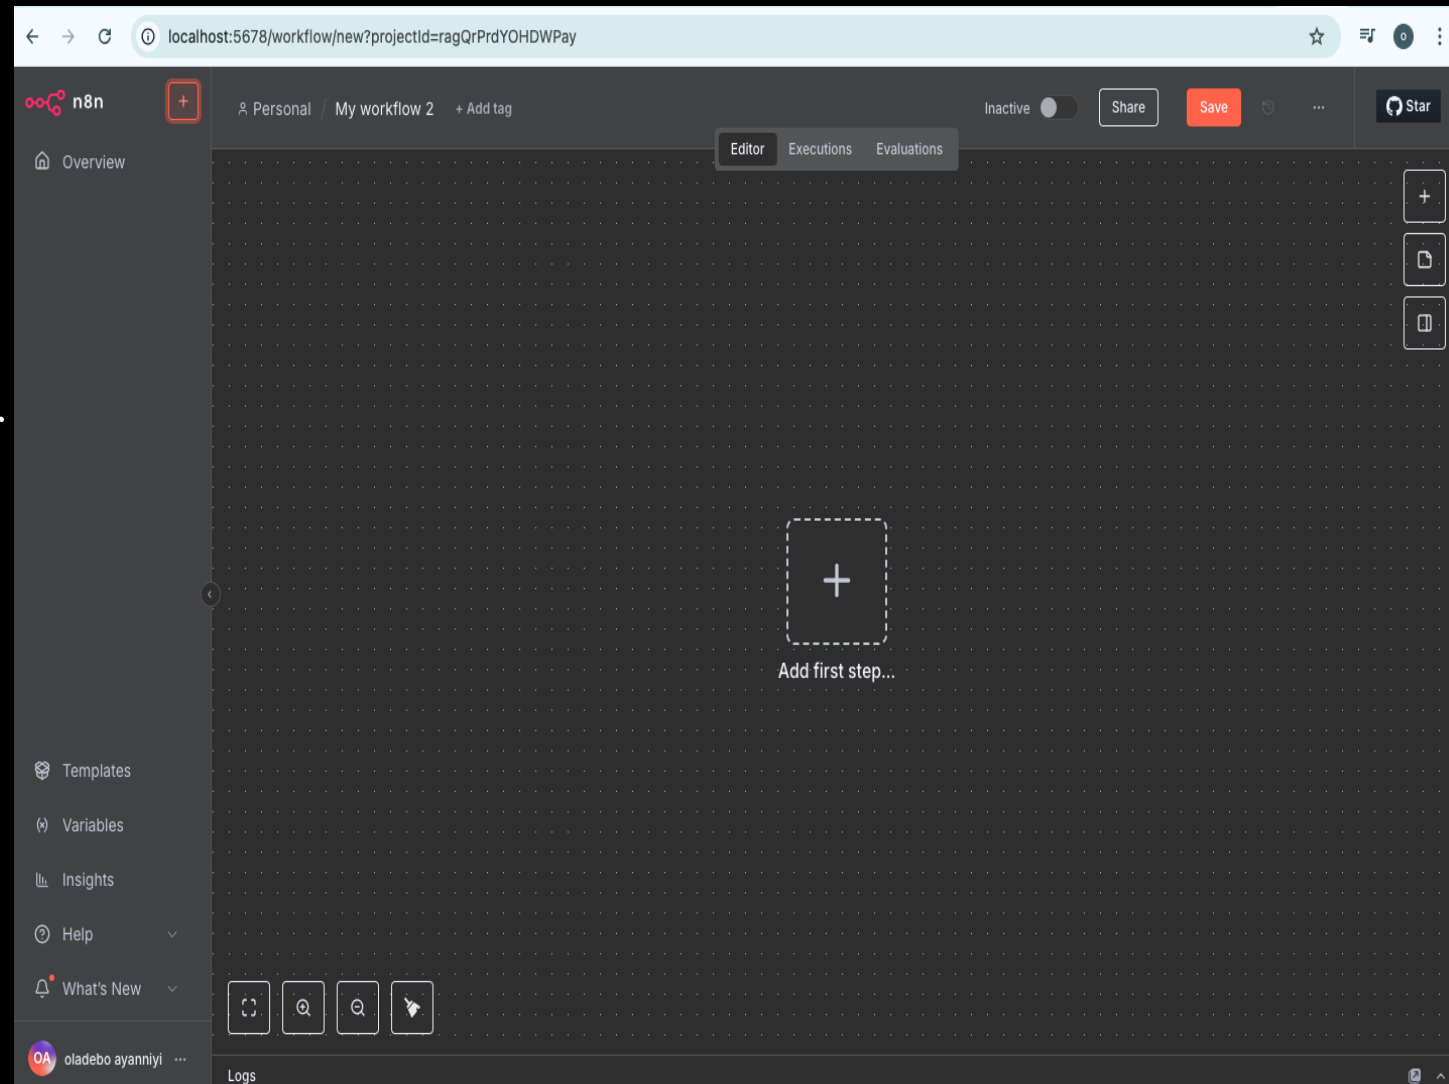 localhost:5678/workflow/new?projectId=ragQrPrdYOHDWPay
O
n8n
+
Personal / My workflow 2 + Add tag
Inactive
Share
Save
...
Star
Editor Executions Evaluations
Overview
Add first step...
Templates
Variables
Insights
Help
What's New
OA oladebo ayanniyi ...
Logs